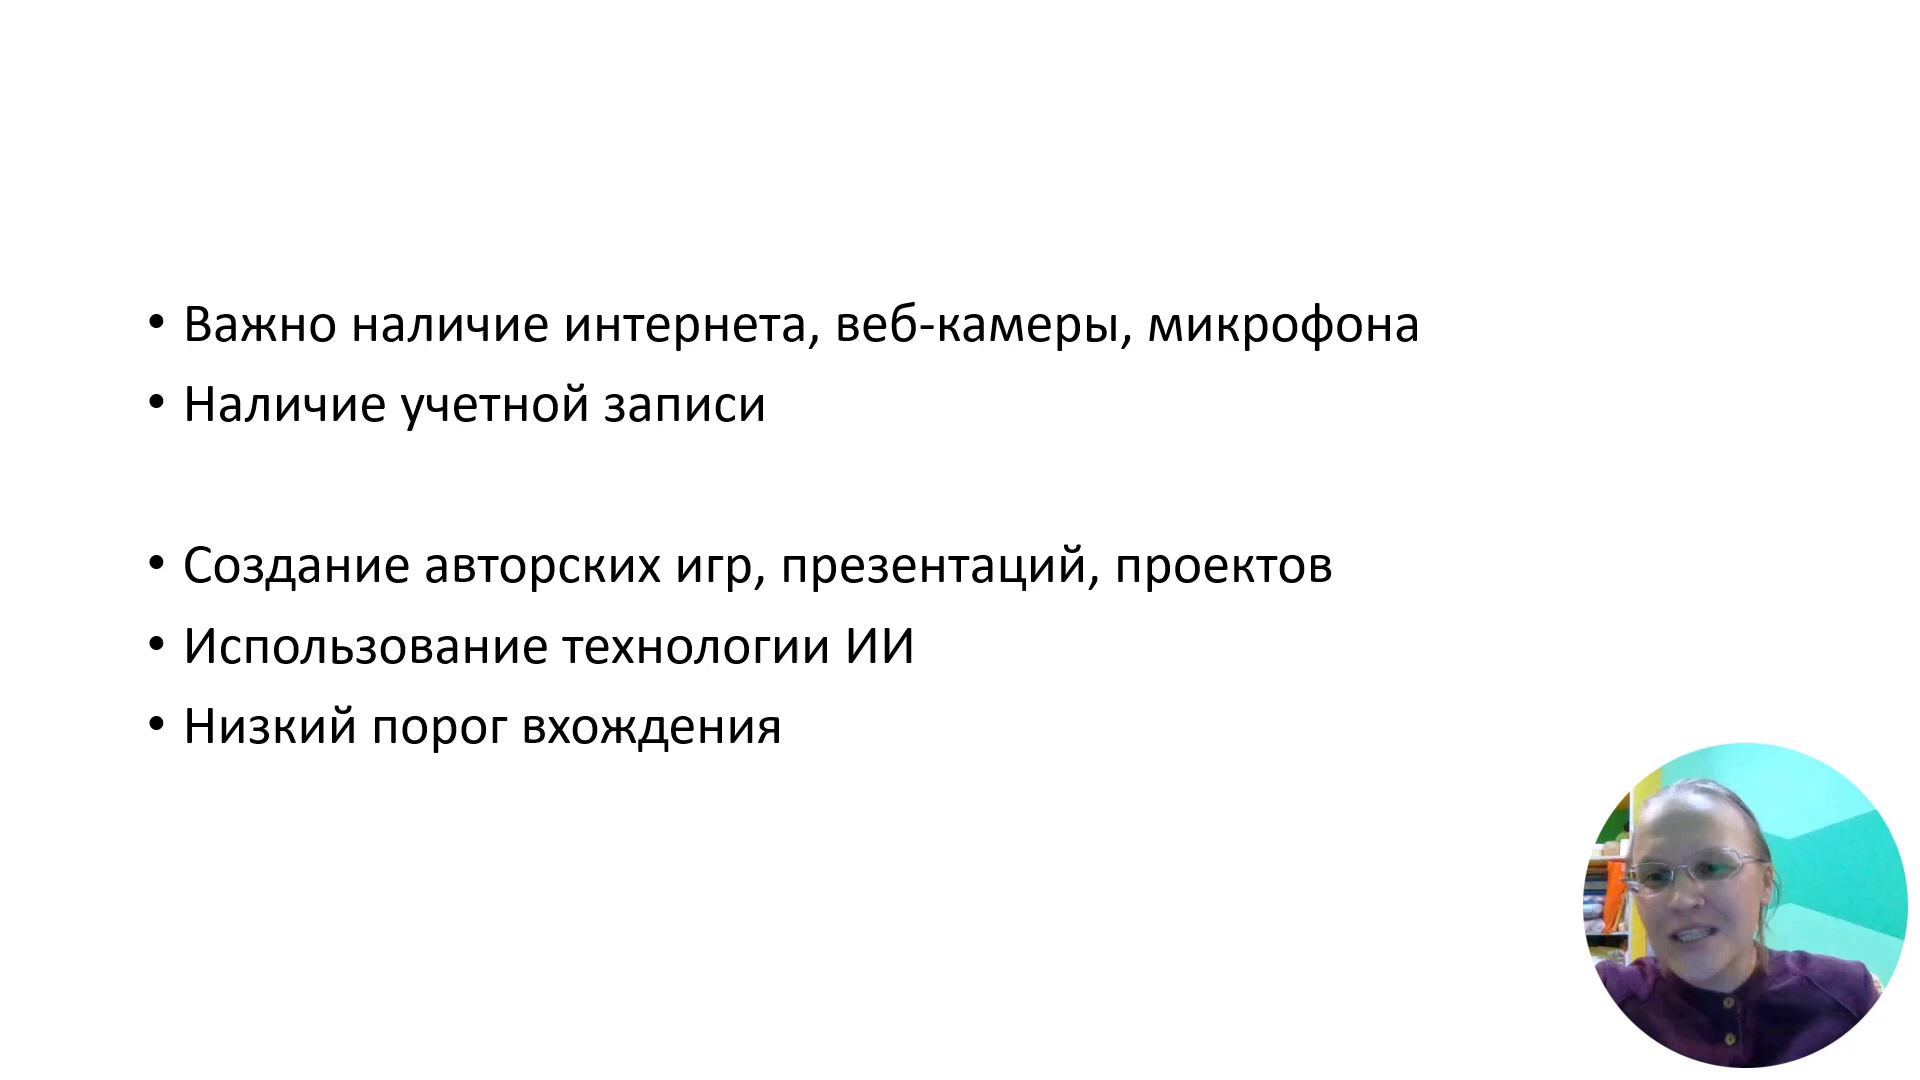 • Важно наличие интернета, веб-камеры, микрофона
• Наличие учетной записи
• Создание авторских игр, презентаций, проектов
• Использование технологии ИИ
• Низкий порог вхождения